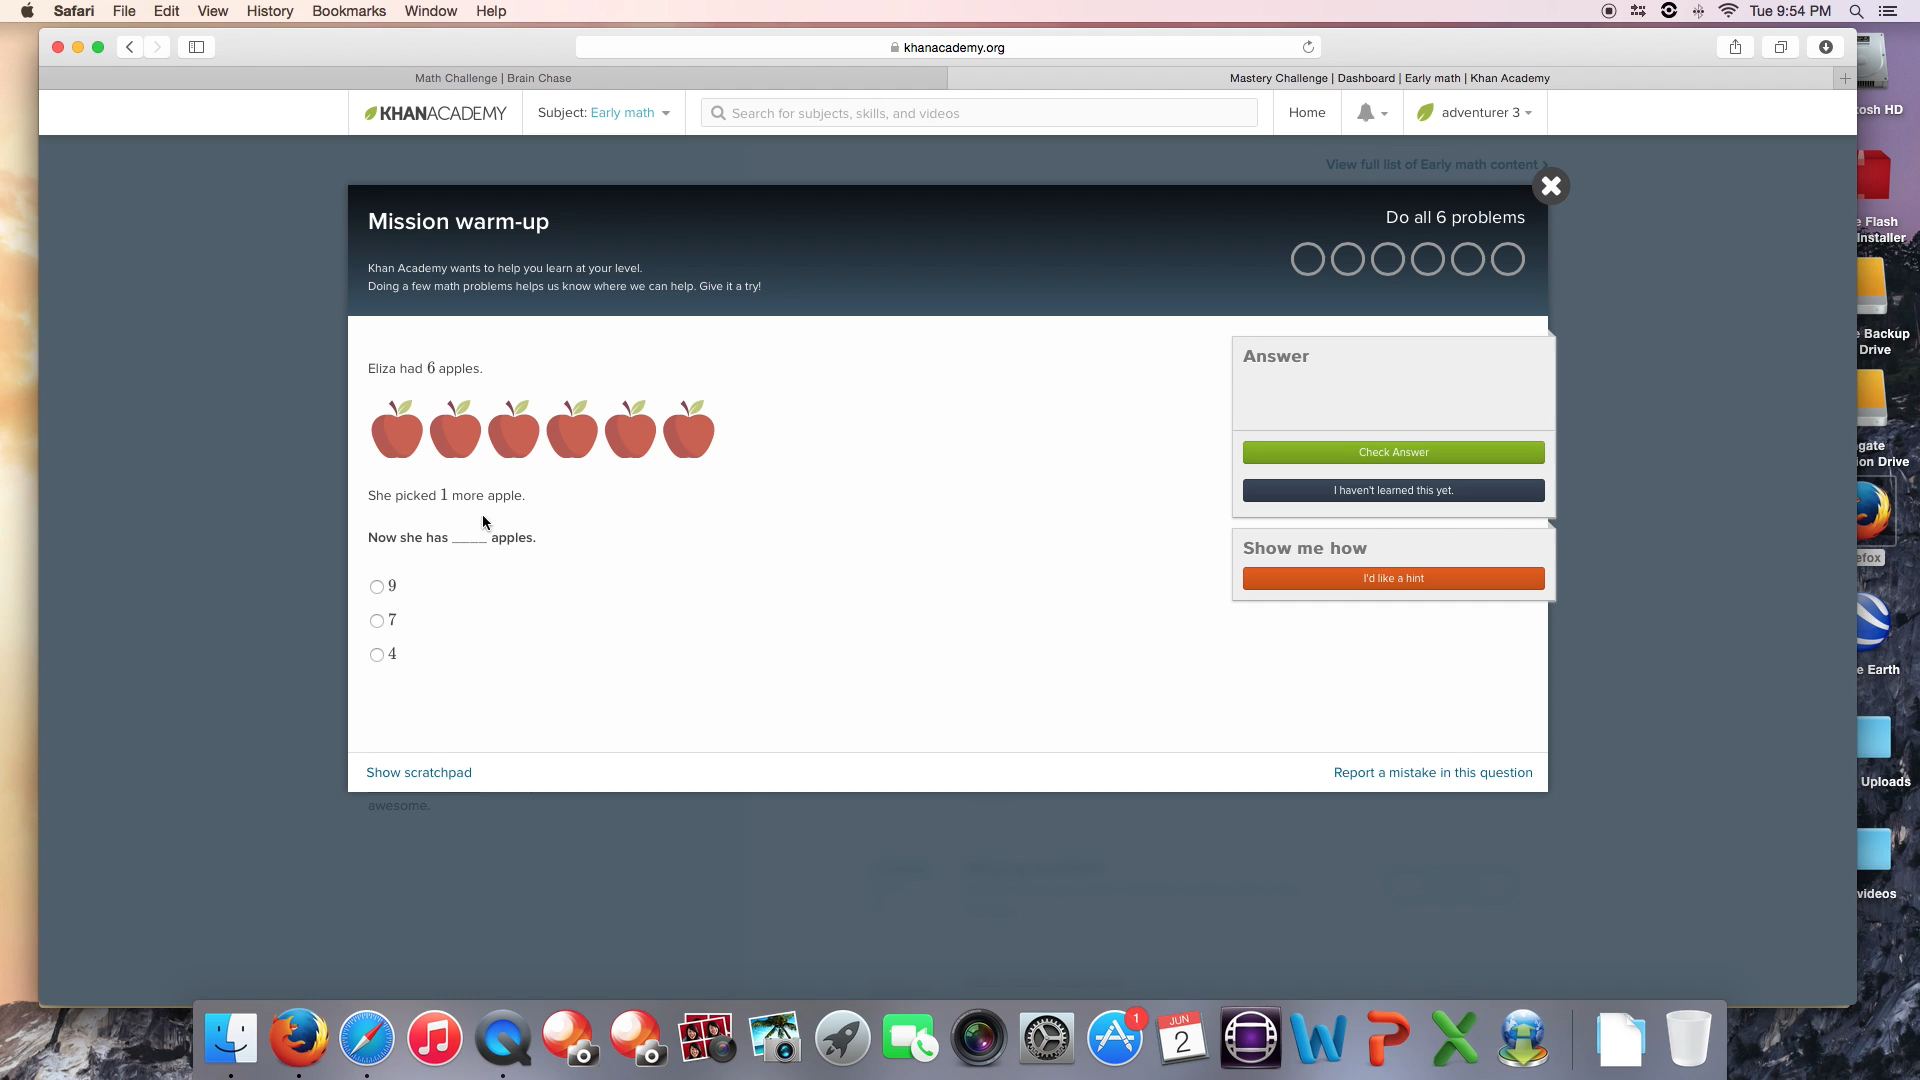 Safari File Edit View History Bookmarks Window Help
Tue 9:54 PM
khanacademy.org
Math Challenge | Brain Chase
Mastery Challenge | Dashboard | Early math | Khan Academy
KHANACADEMY
Subject: Early math
Search for subjects, skills, and videos
Home
adventurer 3
View full list of Early math content ›
Mission warm-up
Do all 6 problems
Khan Academy wants to help you learn at your level.
Doing a few math problems helps us know where we can help. Give it a try!
Eliza had 6 apples.
She picked 1 more apple.
Now she has ____ apples.
9
7
4
Answer
Check Answer
I haven't learned this yet.
Show me how
I'd like a hint
Show scratchpad
Report a mistake in this question
awesome.
HD
Flash
Backup
Drive
Drive
Earth
Uploads
videos
1
JUN
2